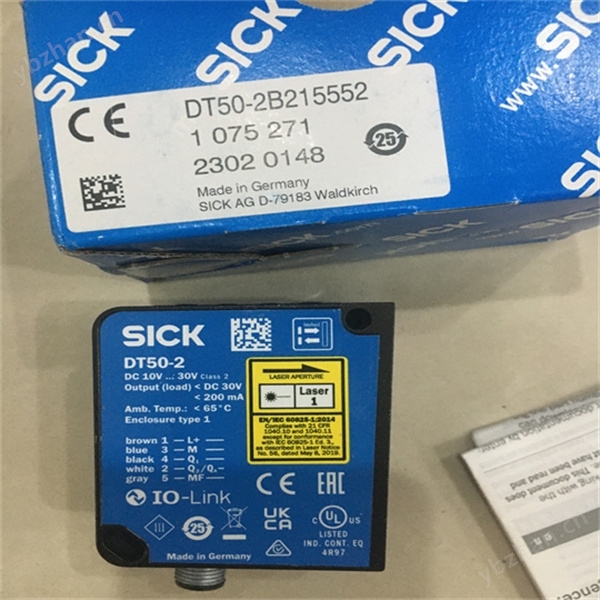 SICK
SICK
SICK
SICK
www.sick.com
DT50-2B215552
1 075 271
2302 0148
25
Made in Germany
SICK AG D-79183 Waldkirch
CE
SICK
DT50-2
DC 10V ... 30V Class 2
Output (load) < DC 30V
< 200 mA
Amb. Temp.: < 65°C
Enclosure type 1
brown 1 — L+
blue 3 — M
black 4 — Q₁
white 2 — Q₂/Qₐ
gray 5 — MF
IO-Link
LASER APERTURE
Laser
1
EN/IEC 60825-1:2014
Complies with 21 CFR
1040.10 and 1040.11
except for conformance
with IEC 60825-1 Ed. 3.,
as described in Laser Notice
No. 56, dated May 8, 2019.
CE EAC
25
UK
CA
C UL US
LISTED
IND. CONT. EQ
4R97
Made in Germany